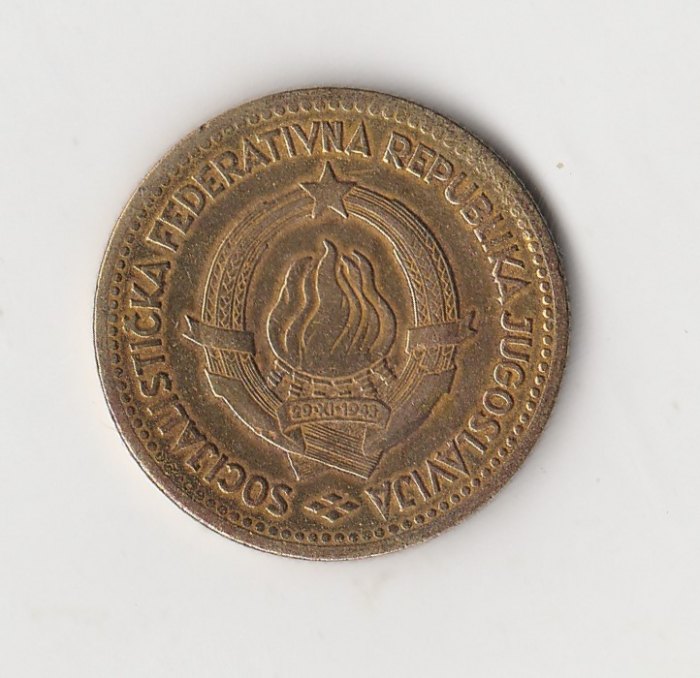 SOCIJALISTIČKA FEDERATIVNA REPUBLIKA JUGOSLAVIJA
29·XI·1943